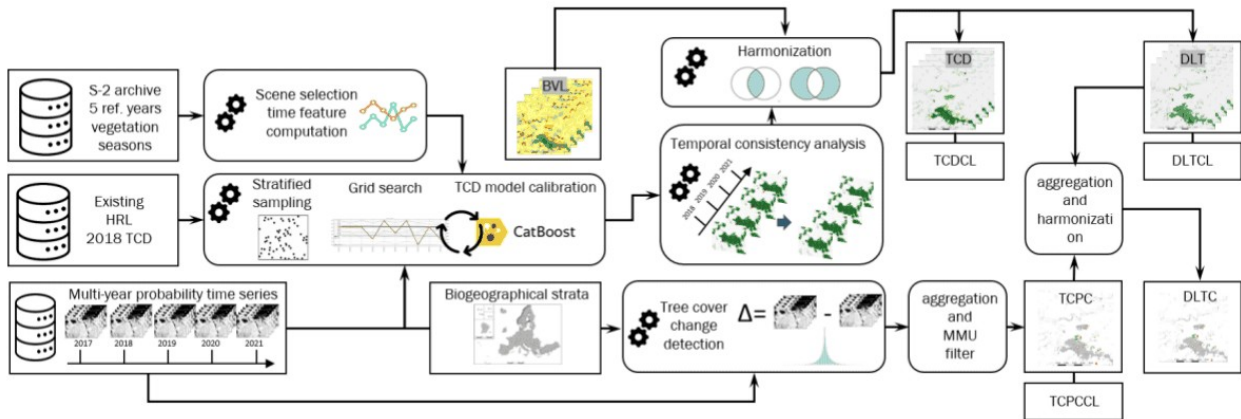 S-2 archive
5 ref. years
vegetation
seasons
Scene selection
time feature
computation
BVL
Harmonization
TCD
TCDCL
DLT
DLTCL
Existing
HRL
2018 TCD
Stratified
sampling
Grid search
TCD model calibration
CatBoost
Temporal consistency analysis
2018 2019 2020 2021
aggregation
and
harmonizati
on
Multi-year probability time series
2017 2018 2019 2020 2021
Biogeographical strata
Tree cover
change
detection
Δ= -
aggregation
and
MMU
filter
TCPC
TCPCCL
DLTC